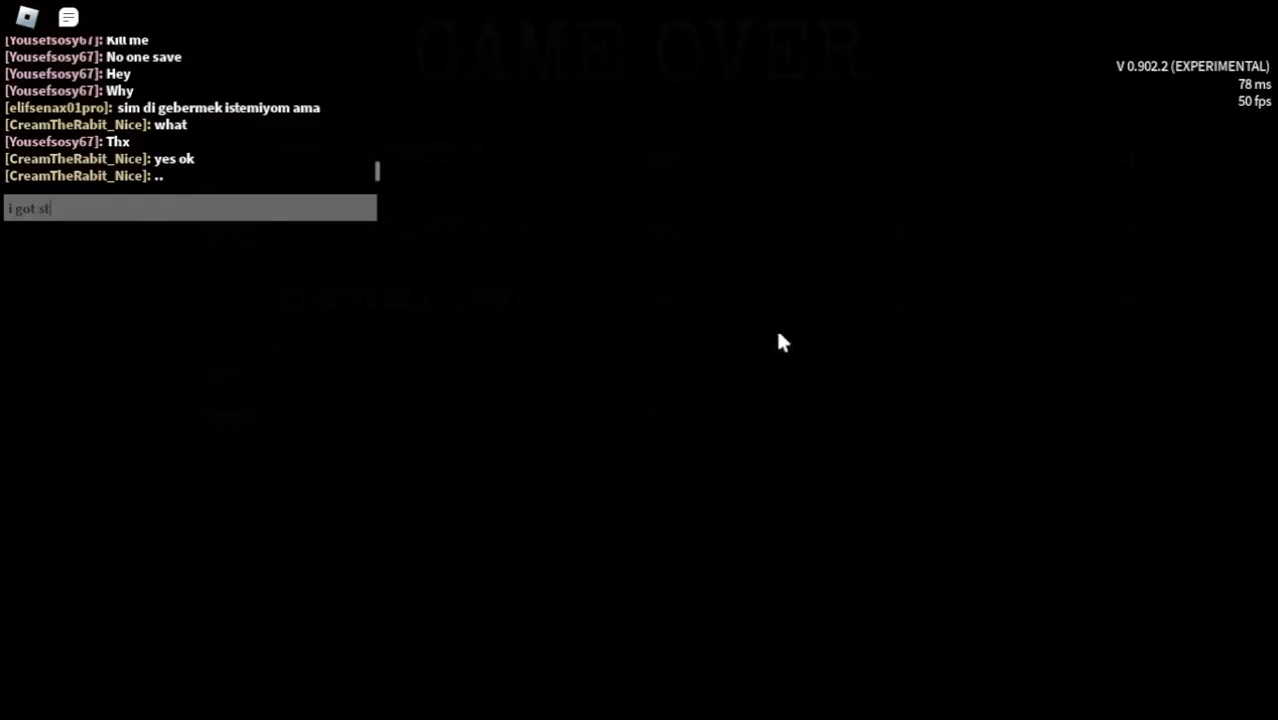 GAME OVER
[Yousefsosy67]: Kill me
[Yousefsosy67]: No one save
[Yousefsosy67]: Hey
[Yousefsosy67]: Why
[elifsenax01pro]: sim di gebermek istemiyom ama
[CreamTheRabit_Nice]: what
[Yousefsosy67]: Thx
[CreamTheRabit_Nice]: yes ok
[CreamTheRabit_Nice]: ..
i got st
V 0.902.2 (EXPERIMENTAL)
78 ms
50 fps